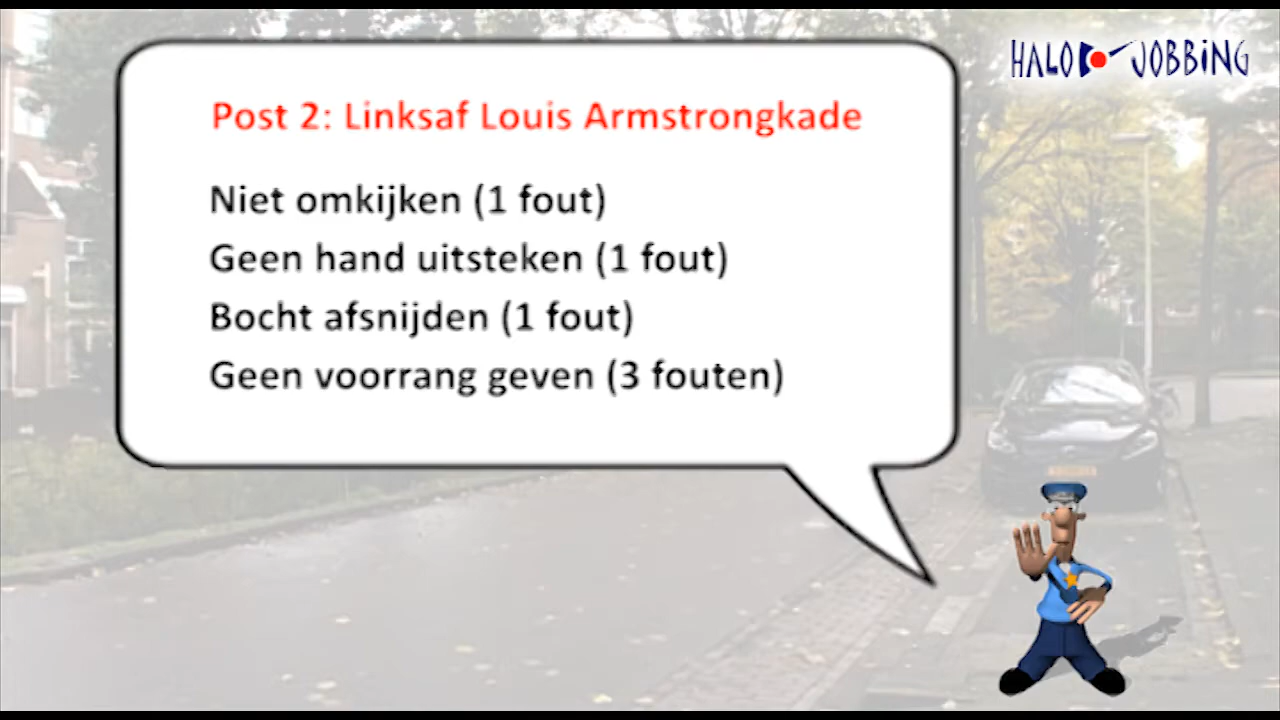 HALO JOBBING
Post 2: Linksaf Louis Armstrongkade
Niet omkijken (1 fout)
Geen hand uitsteken (1 fout)
Bocht afsnijden (1 fout)
Geen voorrang geven (3 fouten)